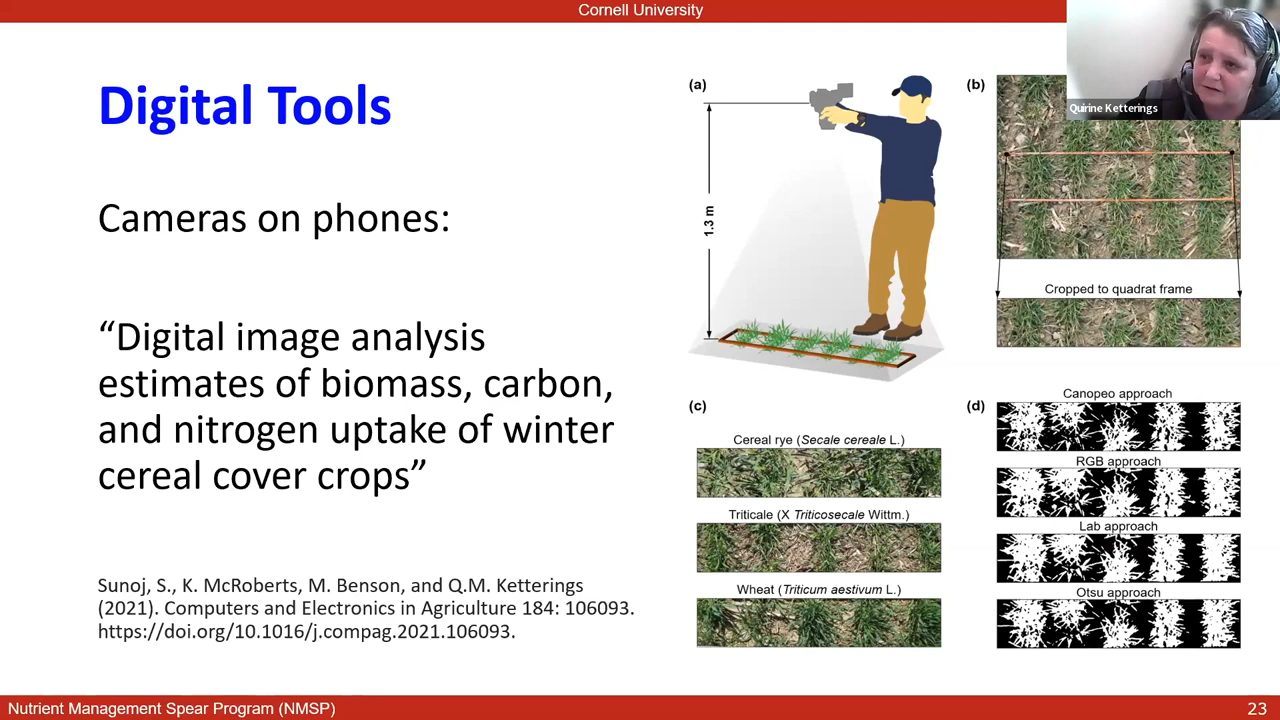 Cornell University
Quirine Ketterings
Digital Tools
Cameras on phones:
“Digital image analysis
estimates of biomass, carbon,
and nitrogen uptake of winter
cereal cover crops”
Sunoj, S., K. McRoberts, M. Benson, and Q.M. Ketterings
(2021). Computers and Electronics in Agriculture 184: 106093.
https://doi.org/10.1016/j.compag.2021.106093.
(a)
1.3 m
(b)
Cropped to quadrat frame
(c)
Cereal rye (Secale cereale L.)
Triticale (X Triticosecale Wittm.)
Wheat (Triticum aestivum L.)
(d)
Canopeo approach
RGB approach
Lab approach
Otsu approach
Nutrient Management Spear Program (NMSP)
23